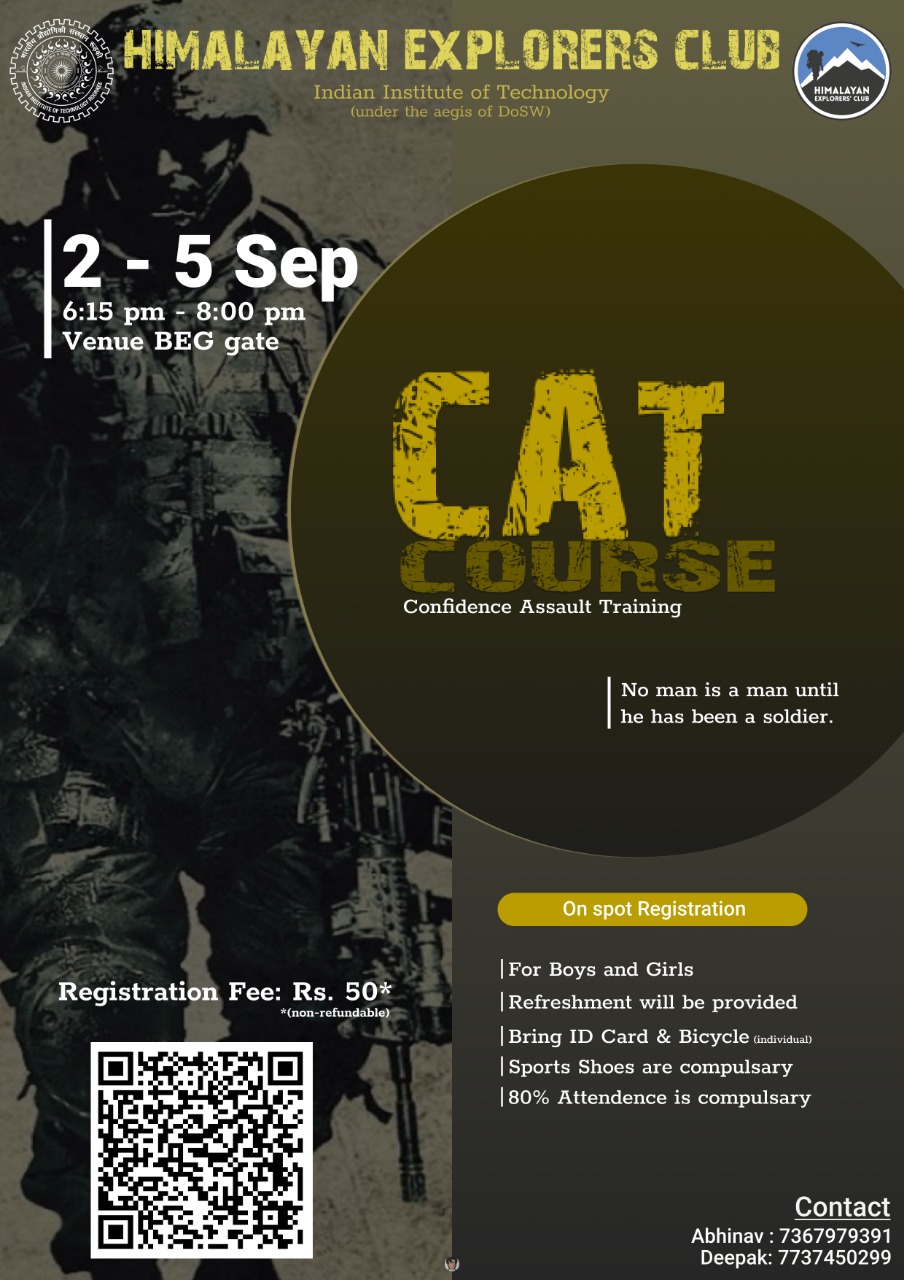 HIMALAYAN EXPLORERS CLUB
Indian Institute of Technology
(under the aegis of DoSW)
HIMALAYAN
EXPLORERS' CLUB
2 - 5 Sep
6:15 pm - 8:00 pm
Venue BEG gate
CAT
COURSE
Confidence Assault Training
No man is a man until
he has been a soldier.
On spot Registration
For Boys and Girls
Refreshment will be provided
Bring ID Card & Bicycle (individual)
Sports Shoes are compulsary
80% Attendence is compulsary
Registration Fee: Rs. 50*
*(non-refundable)
Contact
Abhinav : 7367979391
Deepak: 7737450299